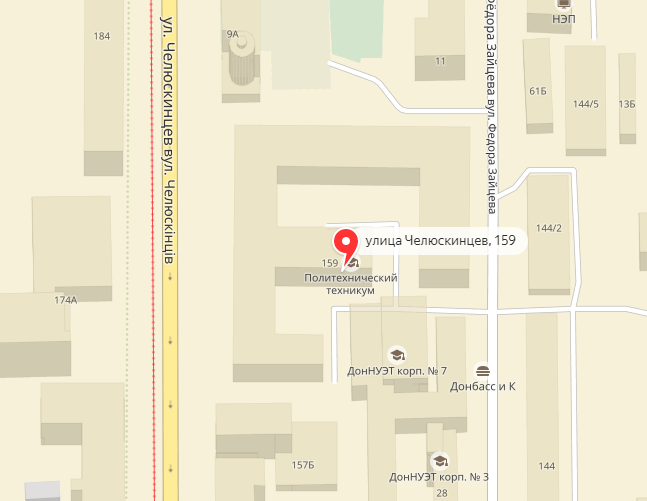 НЭП
184
9А
11
61Б
144/5
13Б
ул. Челюскинцев вул. Челюскінців
Фёдора Зайцева вул. Федора Зайцева
144/2
улица Челюскинцев, 159
159
Политехнический
техникум
174А
ДонНУЭТ корп. № 7
Донбасс и К
157Б
ДонНУЭТ корп. № 3
144
28